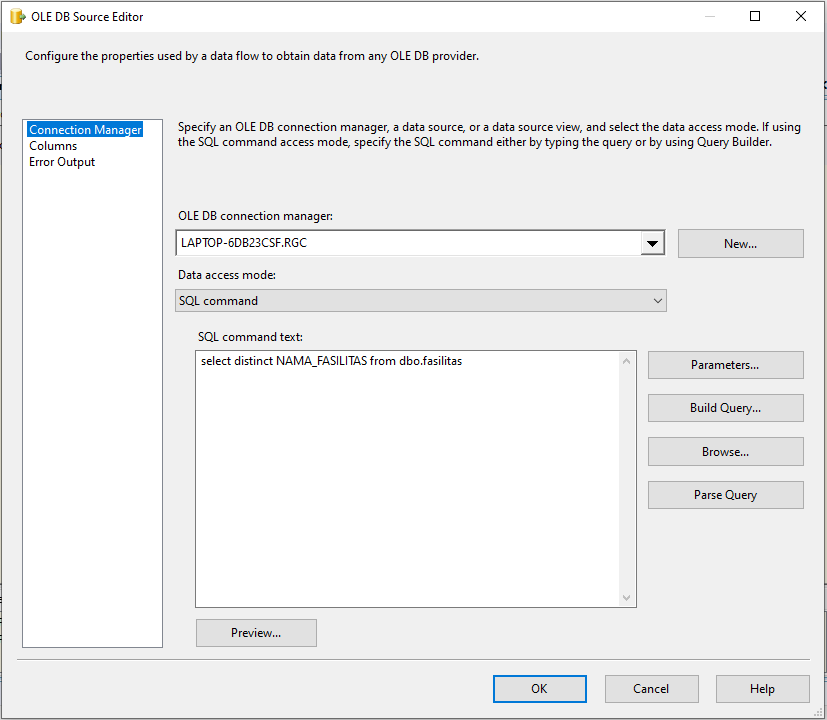 OLE DB Source Editor
Configure the properties used by a data flow to obtain data from any OLE DB provider.
Connection Manager
Columns
Error Output
Specify an OLE DB connection manager, a data source, or a data source view, and select the data access mode. If using
the SQL command access mode, specify the SQL command either by typing the query or by using Query Builder.
OLE DB connection manager:
LAPTOP-6DB23CSF.RGC
New...
Data access mode:
SQL command
SQL command text:
select distinct NAMA_FASILITAS from dbo.fasilitas
Parameters...
Build Query...
Browse...
Parse Query
Preview...
OK
Cancel
Help